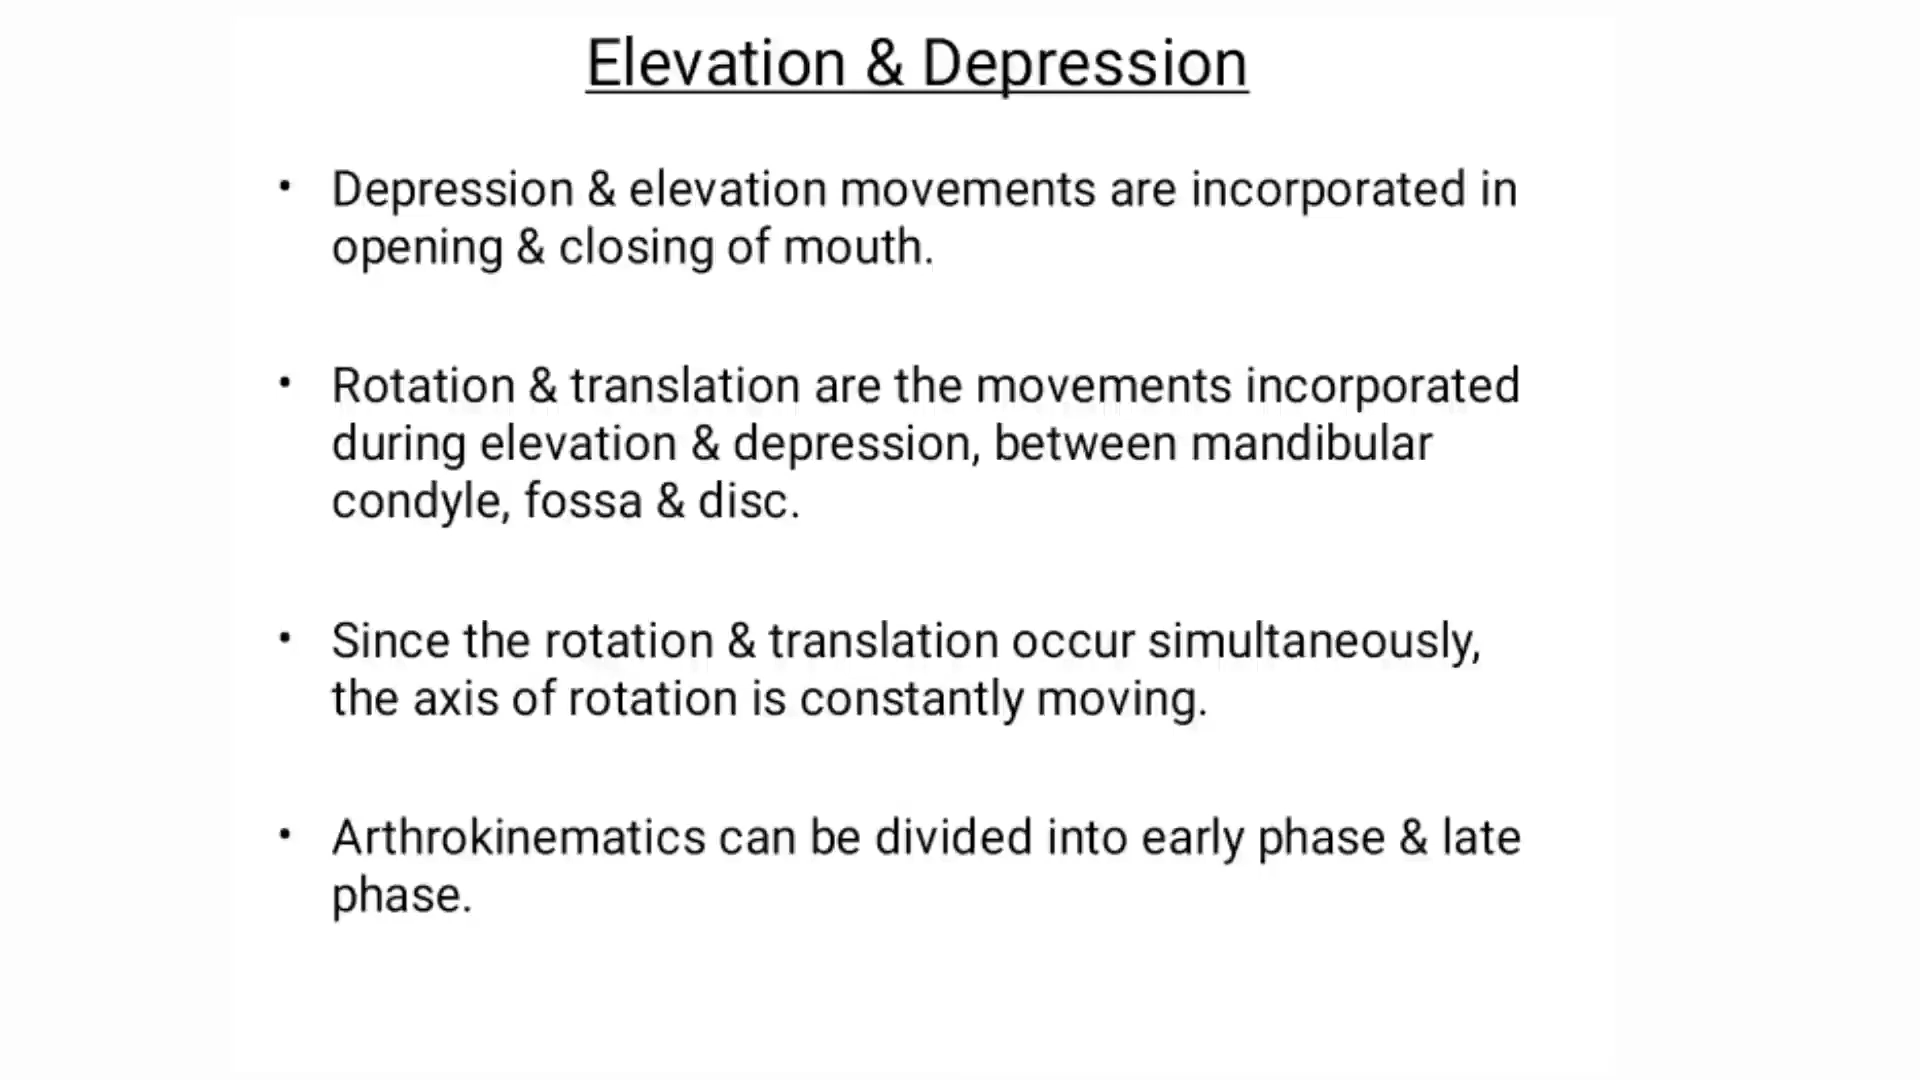 Elevation & Depression
• Depression & elevation movements are incorporated in
opening & closing of mouth.
• Rotation & translation are the movements incorporated
during elevation & depression, between mandibular
condyle, fossa & disc.
• Since the rotation & translation occur simultaneously,
the axis of rotation is constantly moving.
• Arthrokinematics can be divided into early phase & late
phase.